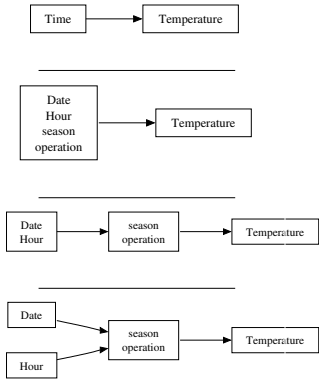 Time
Temperature
Date
Hour
season
operation
Temperature
Date
Hour
season
operation
Temperature
Date
Hour
season
operation
Temperature